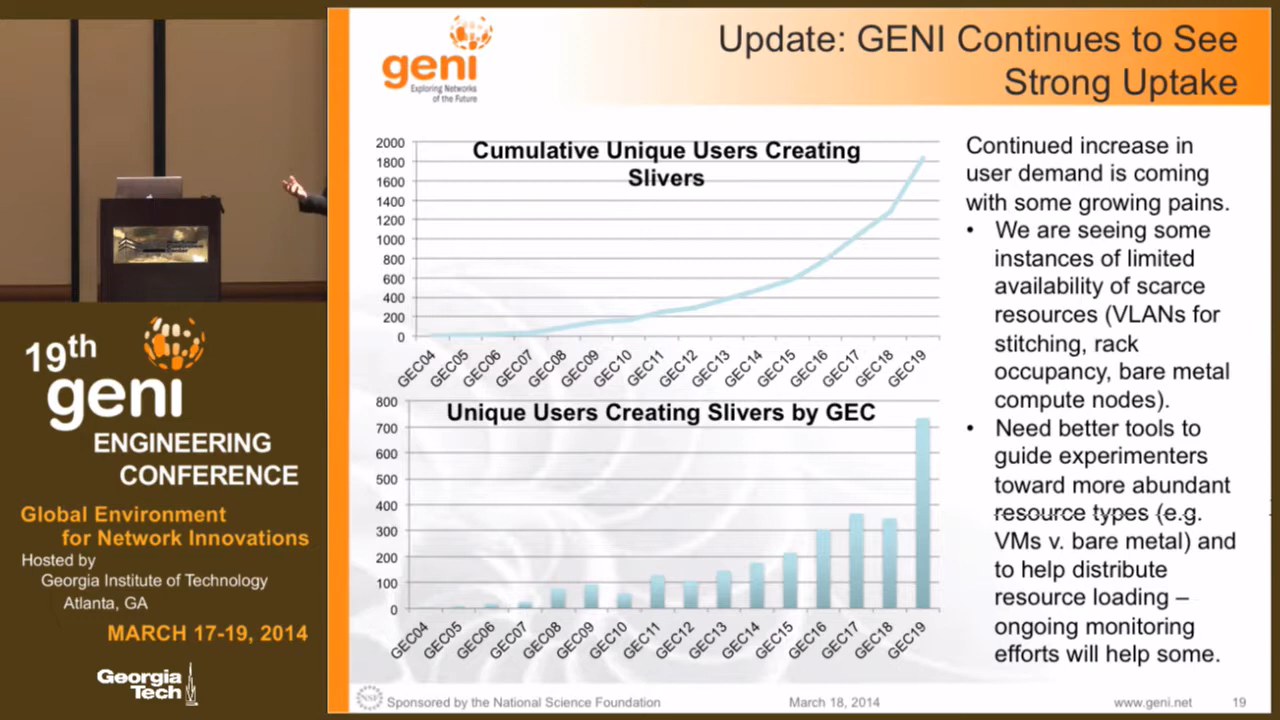 19th
geni
ENGINEERING
CONFERENCE
Global Environment
for Network Innovations
Hosted by
Georgia Institute of Technology
Atlanta, GA
MARCH 17-19, 2014
Georgia
Tech
geni
Exploring Networks
of the Future
Update: GENI Continues to See
Strong Uptake
Cumulative Unique Users Creating
Slivers
2000
1800
1600
1400
1200
1000
800
600
400
200
0
GEC04
GEC05
GEC06
GEC07
GEC08
GEC09
GEC10
GEC11
GEC12
GEC13
GEC14
GEC15
GEC16
GEC17
GEC18
GEC19
Unique Users Creating Slivers by GEC
800
700
600
500
400
300
200
100
0
GEC04
GEC05
GEC06
GEC07
GEC08
GEC09
GEC10
GEC11
GEC12
GEC13
GEC14
GEC15
GEC16
GEC17
GEC18
GEC19
Continued increase in
user demand is coming
with some growing pains.
• We are seeing some
instances of limited
availability of scarce
resources (VLANs for
stitching, rack
occupancy, bare metal
compute nodes).
• Need better tools to
guide experimenters
toward more abundant
resource types (e.g.
VMs v. bare metal) and
to help distribute
resource loading –
ongoing monitoring
efforts will help some.
Sponsored by the National Science Foundation
March 18, 2014
www.geni.net
19